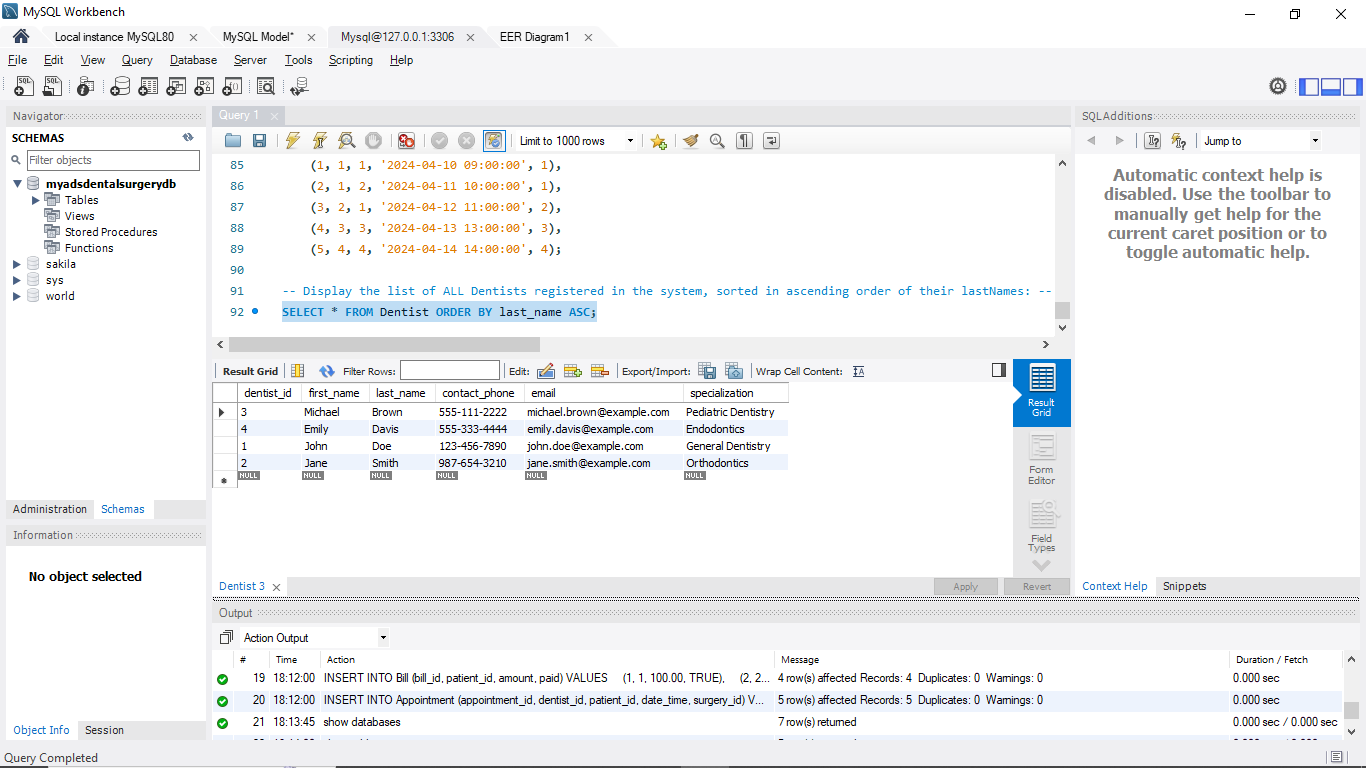 MySQL Workbench
Local instance MySQL80 MySQL Model* Mysql@127.0.0.1:3306 EER Diagram1
File Edit View Query Database Server Tools Scripting Help
Navigator
SCHEMAS
Filter objects
myadsdentalsurgerydb
Tables
Views
Stored Procedures
Functions
sakila
sys
world
Administration Schemas
Information
No object selected
Object Info Session
Query 1
Limit to 1000 rows
85 (1, 1, 1, '2024-04-10 09:00:00', 1),
86 (2, 1, 2, '2024-04-11 10:00:00', 1),
87 (3, 2, 1, '2024-04-12 11:00:00', 2),
88 (4, 3, 3, '2024-04-13 13:00:00', 3),
89 (5, 4, 4, '2024-04-14 14:00:00', 4);
90
91 -- Display the list of ALL Dentists registered in the system, sorted in ascending order of their lastNames: --
92 SELECT * FROM Dentist ORDER BY last_name ASC;
Result Grid Filter Rows: Edit: Export/Import: Wrap Cell Content:
dentist_id first_name last_name contact_phone email specialization
3 Michael Brown 555-111-2222 michael.brown@example.com Pediatric Dentistry
4 Emily Davis 555-333-4444 emily.davis@example.com Endodontics
1 John Doe 123-456-7890 john.doe@example.com General Dentistry
2 Jane Smith 987-654-3210 jane.smith@example.com Orthodontics
NULL NULL NULL NULL NULL NULL
Result
Grid
Form
Editor
Field
Types
Dentist 3 Apply Revert
SQLAdditions
Jump to
Automatic context help is
disabled. Use the toolbar to
manually get help for the
current caret position or to
toggle automatic help.
Context Help Snippets
Output
Action Output
# Time Action Message Duration / Fetch
19 18:12:00 INSERT INTO Bill (bill_id, patient_id, amount, paid) VALUES (1, 1, 100.00, TRUE), (2, 2... 4 row(s) affected Records: 4 Duplicates: 0 Warnings: 0 0.000 sec
20 18:12:00 INSERT INTO Appointment (appointment_id, dentist_id, patient_id, date_time, surgery_id) V... 5 row(s) affected Records: 5 Duplicates: 0 Warnings: 0 0.000 sec
21 18:13:45 show databases 7 row(s) returned 0.000 sec / 0.000 sec
Query Completed